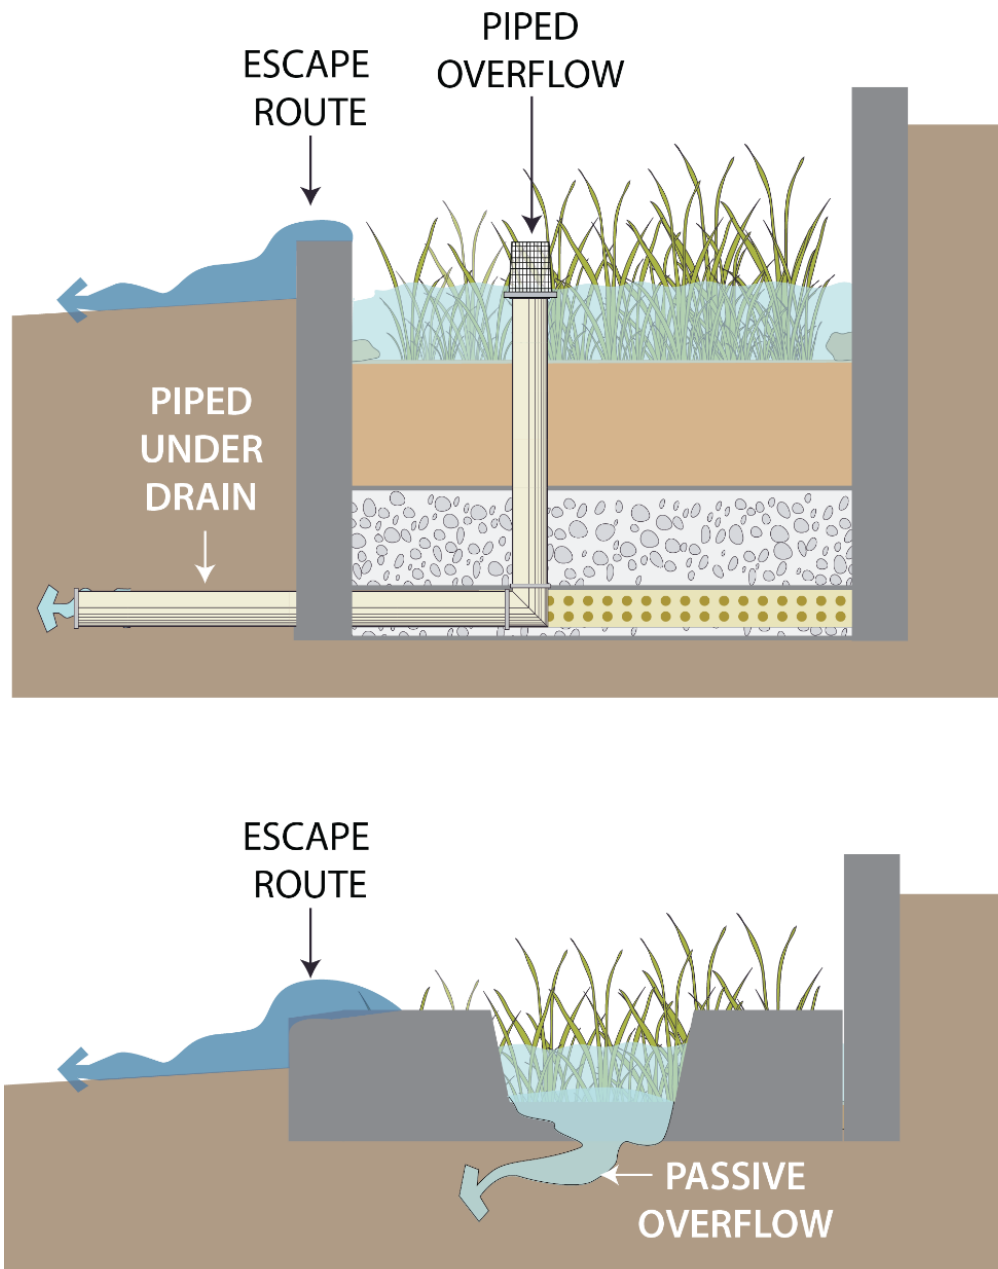 ESCAPE
ROUTE
PIPED
OVERFLOW
PIPED
UNDER
DRAIN
ESCAPE
ROUTE
PASSIVE
OVERFLOW